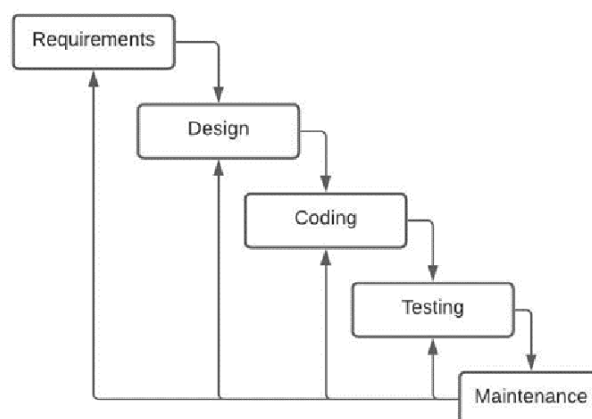 Requirements
Design
Coding
Testing
Maintenance